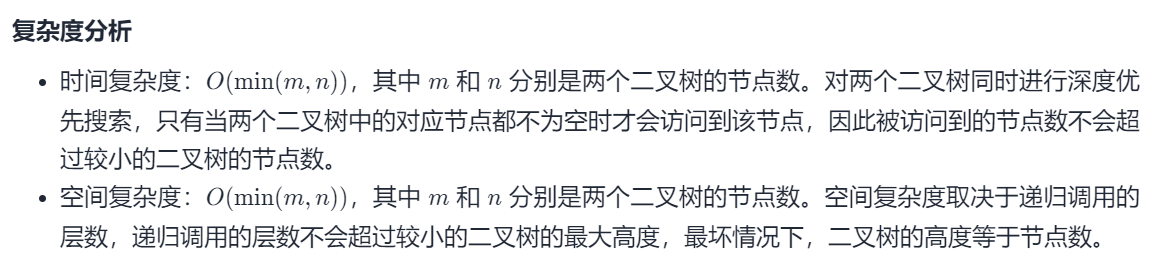 复杂度分析
• 时间复杂度：O(min(m, n))，其中 m 和 n 分别是两个二叉树的节点数。对两个二叉树同时进行深度优
先搜索，只有当两个二叉树中的对应节点都不为空时才会访问到该节点，因此被访问到的节点数不会超
过较小的二叉树的节点数。
• 空间复杂度：O(min(m, n))，其中 m 和 n 分别是两个二叉树的节点数。空间复杂度取决于递归调用的
层数，递归调用的层数不会超过较小的二叉树的最大高度，最坏情况下，二叉树的高度等于节点数。